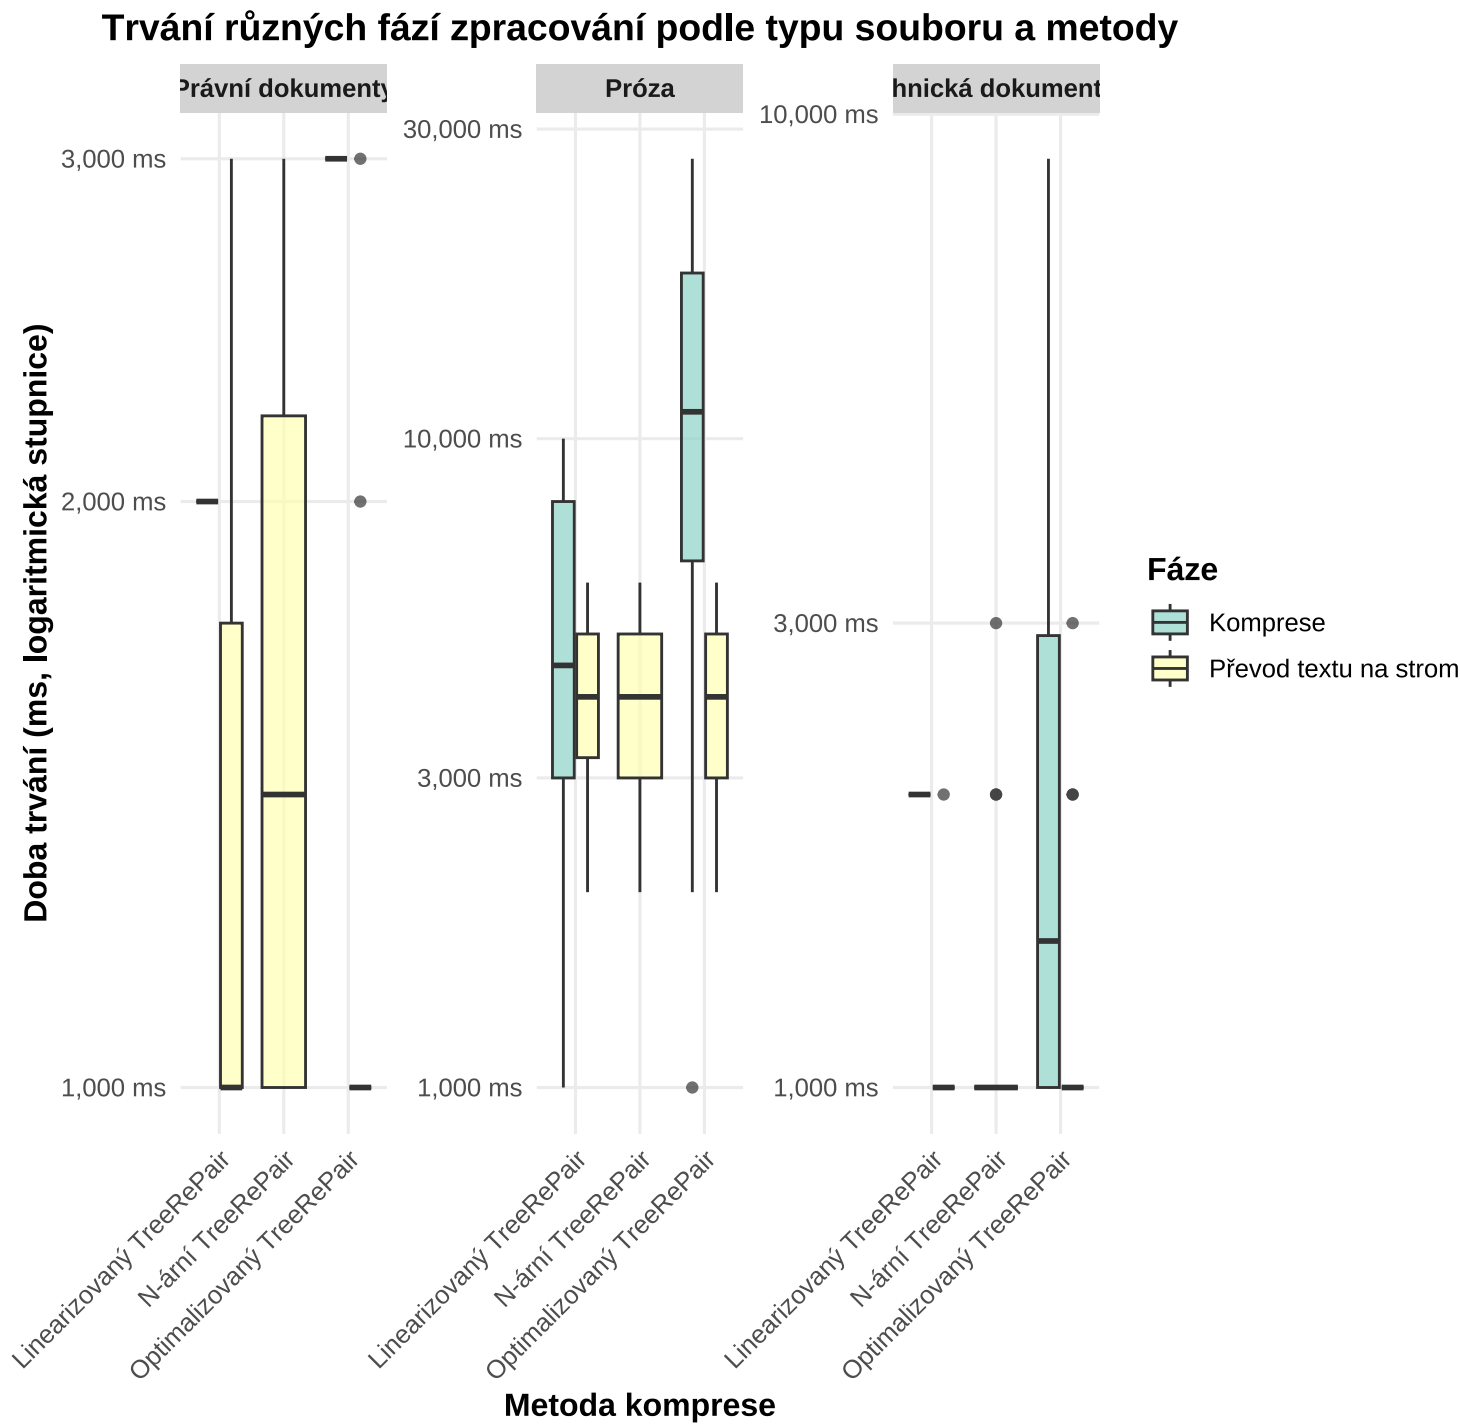 Trvání různých fází zpracování podle typu souboru a metody
Právní dokumenty
Próza
hnická dokument
3,000 ms
2,000 ms
1,000 ms
30,000 ms
10,000 ms
3,000 ms
1,000 ms
10,000 ms
3,000 ms
1,000 ms
Doba trvání (ms, logaritmická stupnice)
Linearizovaný TreeRePair
N-ární TreeRePair
Optimalizovaný TreeRePair
Linearizovaný TreeRePair
N-ární TreeRePair
Optimalizovaný TreeRePair
Linearizovaný TreeRePair
N-ární TreeRePair
Optimalizovaný TreeRePair
Metoda komprese
Fáze
Komprese
Převod textu na strom